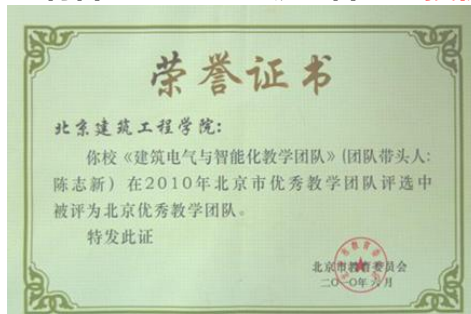 荣誉证书
北京建筑工程学院：
你校《建筑电气与智能化教学团队》(团队带头人:
陈志新) 在2010年北京市优秀教学团队评选中
被评为北京优秀教学团队。
特发此证
北京市教育委员会
二〇一〇年六月